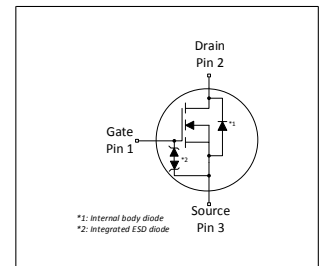 Drain
Pin 2
*1
Gate
Pin 1
*2
Source
Pin 3
*1: Internal body diode
*2: Integrated ESD diode